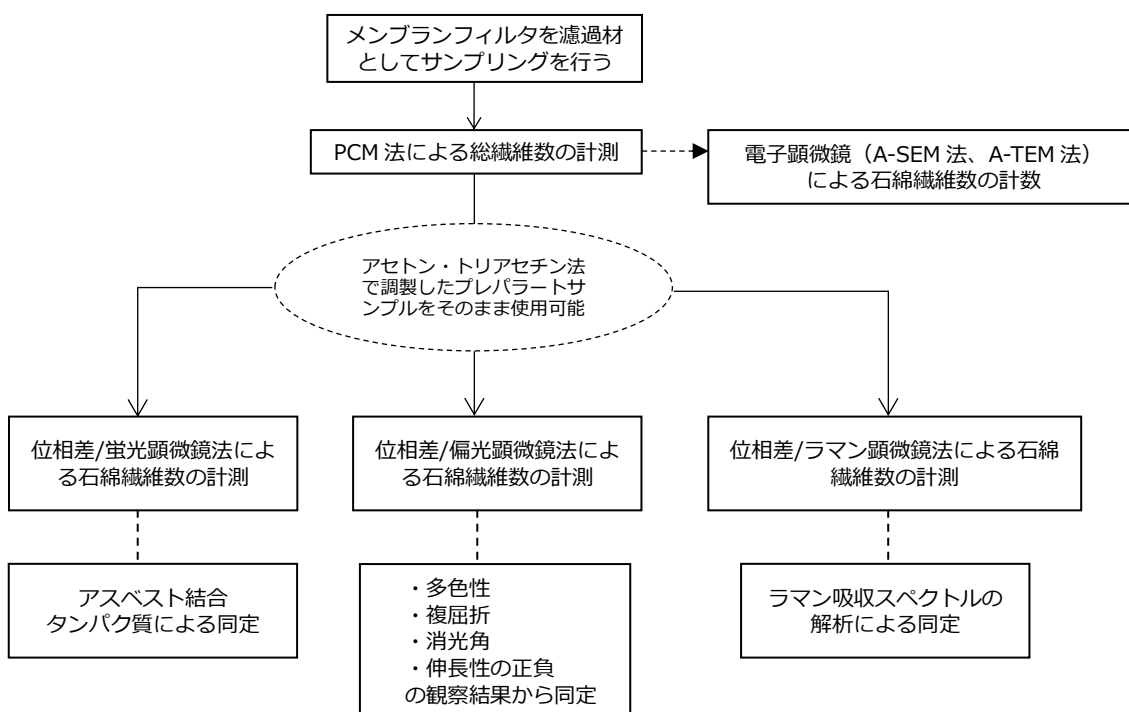 メンブランフィルタを濾過材
としてサンプリングを行う
PCM 法による総繊維数の計測
電子顕微鏡（A-SEM 法、A-TEM 法）
による石綿繊維数の計数
アセトン・トリアセチン法
で調製したプレパラートサ
ンプルをそのまま使用可能
位相差/蛍光顕微鏡法によ
る石綿繊維数の計測
位相差/偏光顕微鏡法によ
る石綿繊維数の計測
位相差/ラマン顕微鏡法による石綿
繊維数の計測
アスベスト結合
タンパク質による同定
・多色性
・複屈折
・消光角
・伸長性の正負
の観察結果から同定
ラマン吸収スペクトルの
解析による同定